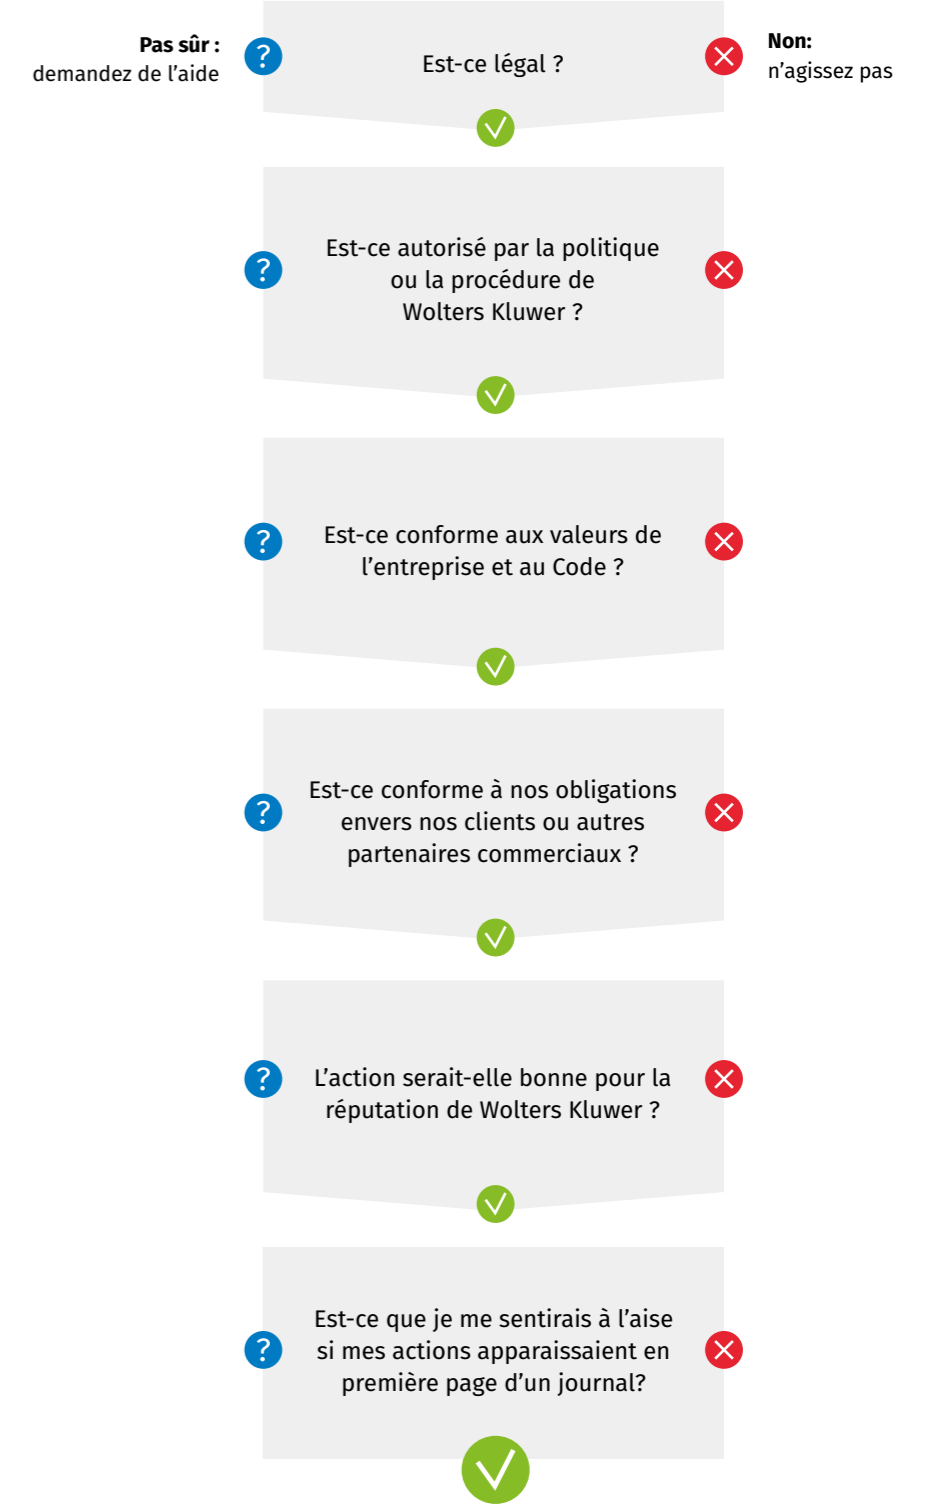 Pas sûr :
demandez de l’aide
Est-ce légal ?
Non:
n’agissez pas
Est-ce autorisé par la politique
ou la procédure de
Wolters Kluwer ?
Est-ce conforme aux valeurs de
l’entreprise et au Code ?
Est-ce conforme à nos obligations
envers nos clients ou autres
partenaires commerciaux ?
L’action serait-elle bonne pour la
réputation de Wolters Kluwer ?
Est-ce que je me sentirais à l’aise
si mes actions apparaissaient en
première page d’un journal?